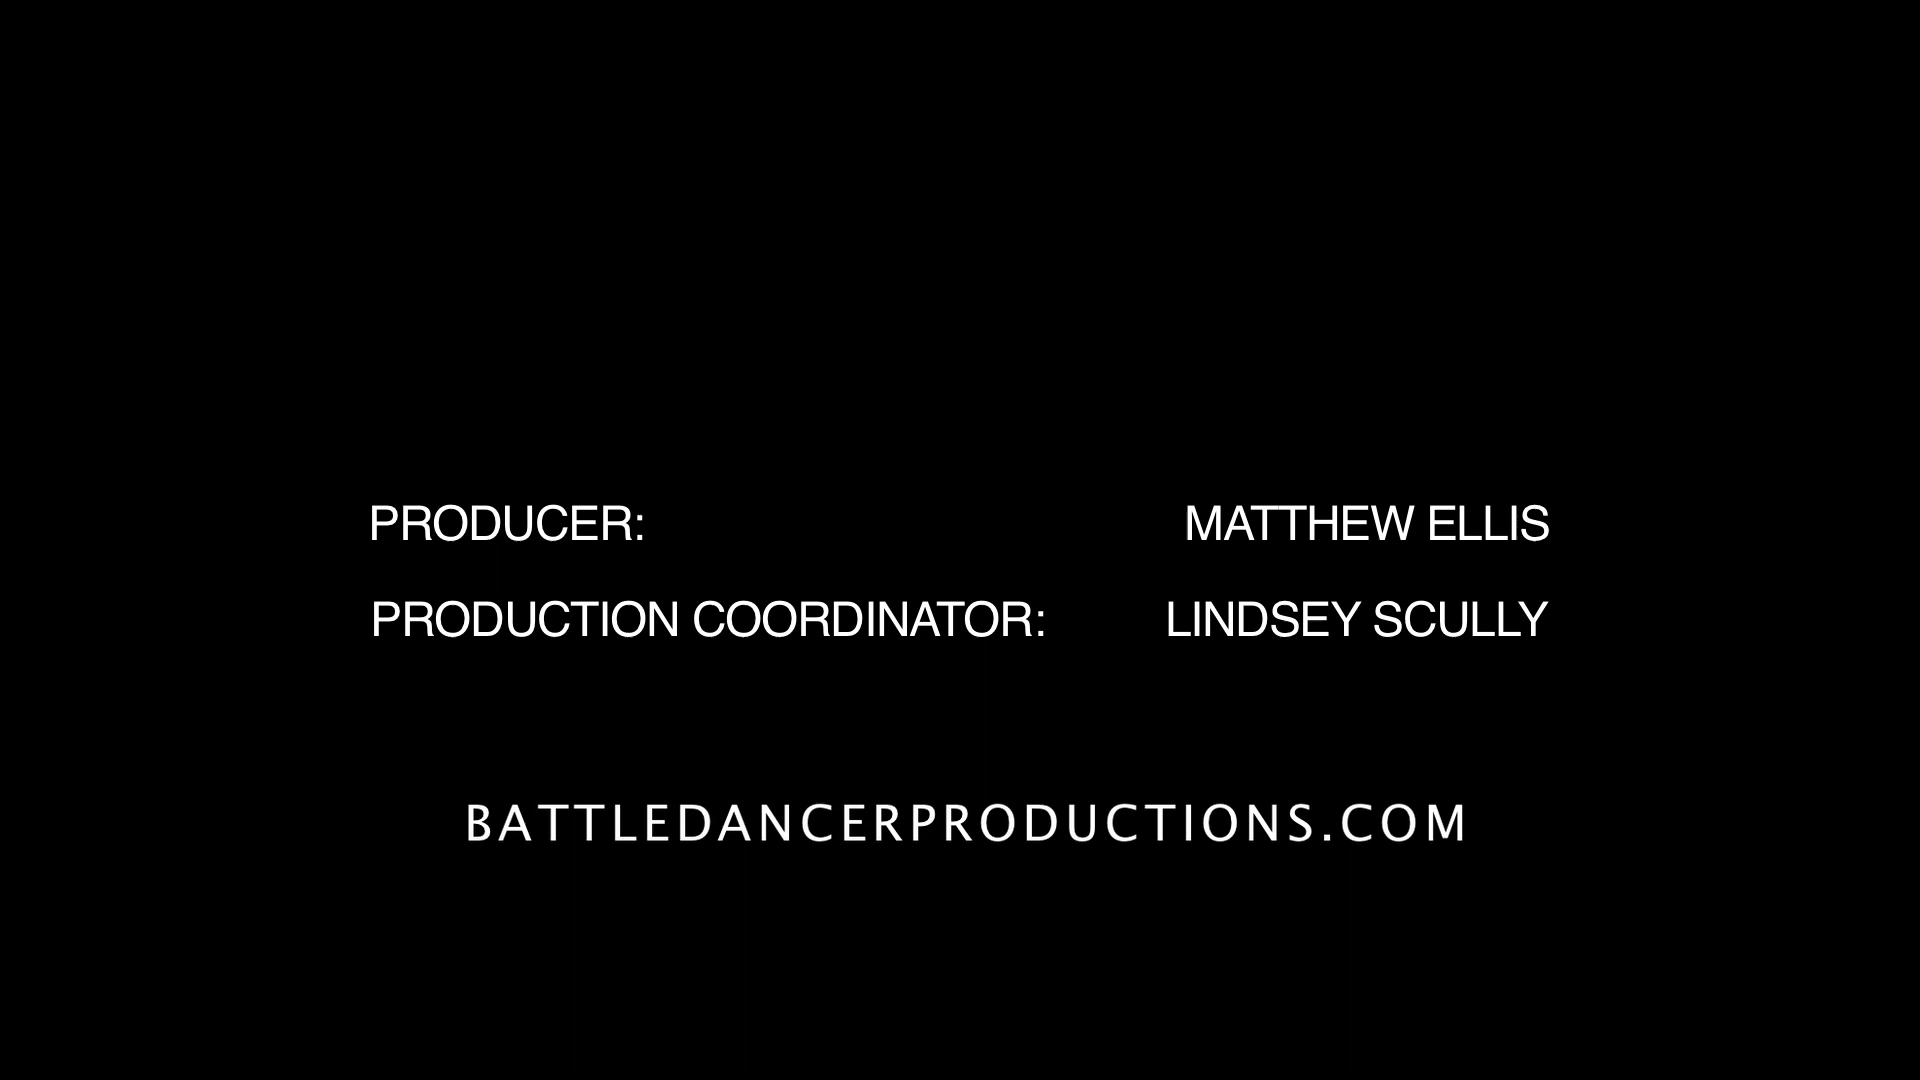 PRODUCER: MATTHEW ELLIS
PRODUCTION COORDINATOR: LINDSEY SCULLY
BATTLEDANCERPRODUCTIONS.COM